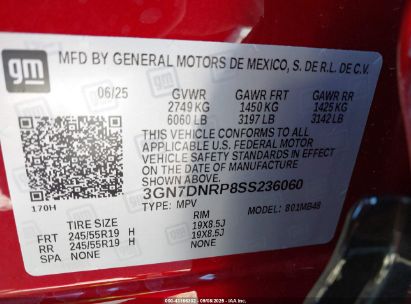 gm
MFD BY GENERAL MOTORS DE MEXICO, S. DE R.L. DE C.V.
06/25 GVWR GAWR FRT GAWR RR
2749 KG 1450 KG 1425 KG
6060 LB 3197 LB 3142 LB
THIS VEHICLE CONFORMS TO ALL
APPLICABLE U.S. FEDERAL MOTOR
VEHICLE SAFETY STANDARDS IN
EFFECT ON THE DATE OF
MANUFACTURE SHOWN ABOVE.
3GN7DNRP8SS236060
170H TYPE: MPV 801MB48
TIRE SIZE RIM
FRT 245/55R19 H 19X8.5J
RR 245/55R19 H 19X8.5J
SPA NONE NONE